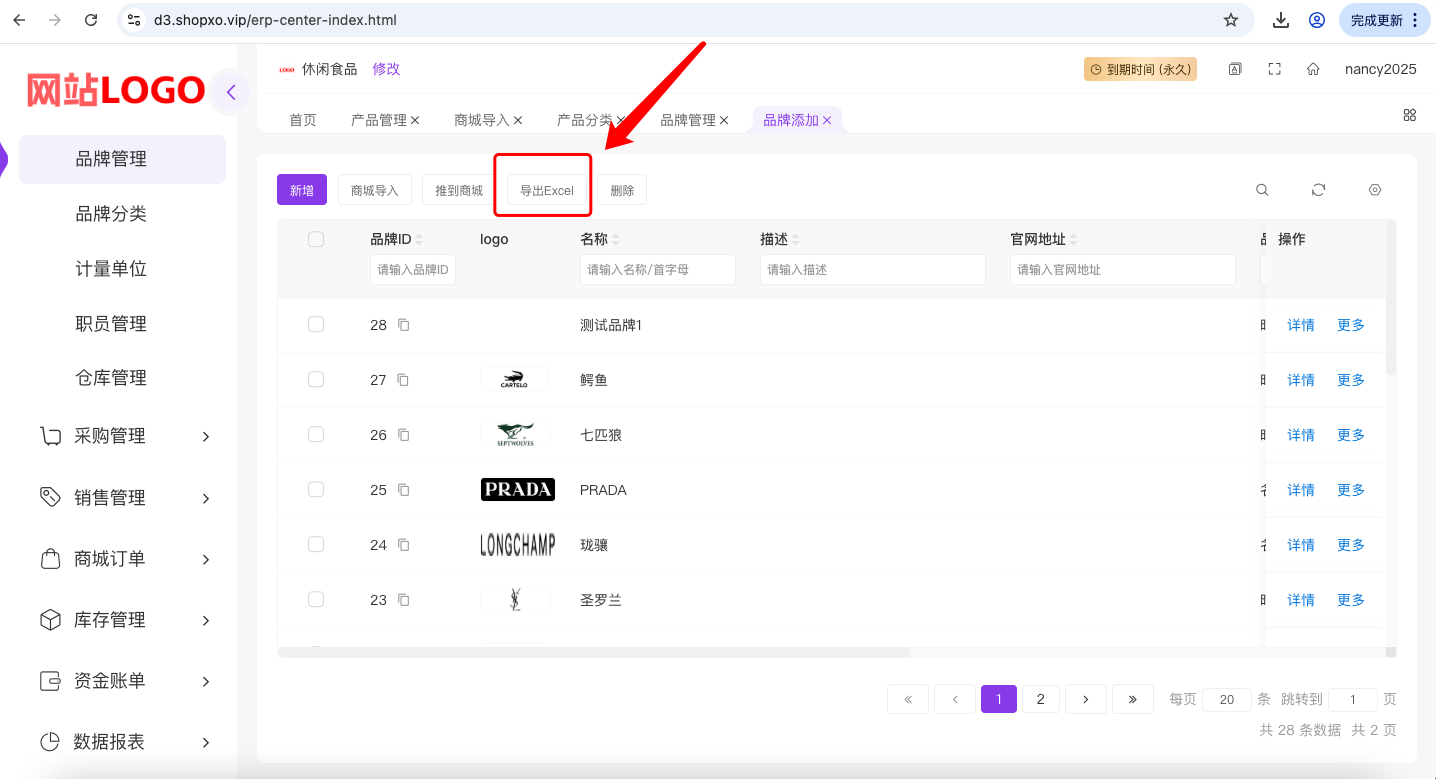 d3.shopxo.vip/erp-center-index.html
完成更新
网站LOGO
LOGO 休闲食品 修改
到期时间 (永久)
nancy2025
首页 产品管理 商城导入 产品分类 品牌管理 品牌添加
品牌管理
品牌分类
计量单位
职员管理
仓库管理
采购管理
销售管理
商城订单
库存管理
资金账单
数据报表
新增 商城导入 推到商城 导出Excel 删除
品牌ID logo 名称 描述 官网地址 操作
请输入品牌ID 请输入名称/首字母 请输入描述 请输入官网地址
28 测试品牌1 详情 更多
27 CARTELO 鳄鱼 详情 更多
26 SEPTWOLVES 七匹狼 详情 更多
25 PRADA PRADA 详情 更多
24 LONGCHAMP 珑骧 详情 更多
23 YSL 圣罗兰 详情 更多
« ‹ 1 2 › » 每页 20 条 跳转到 1 页
共 28 条数据 共 2 页